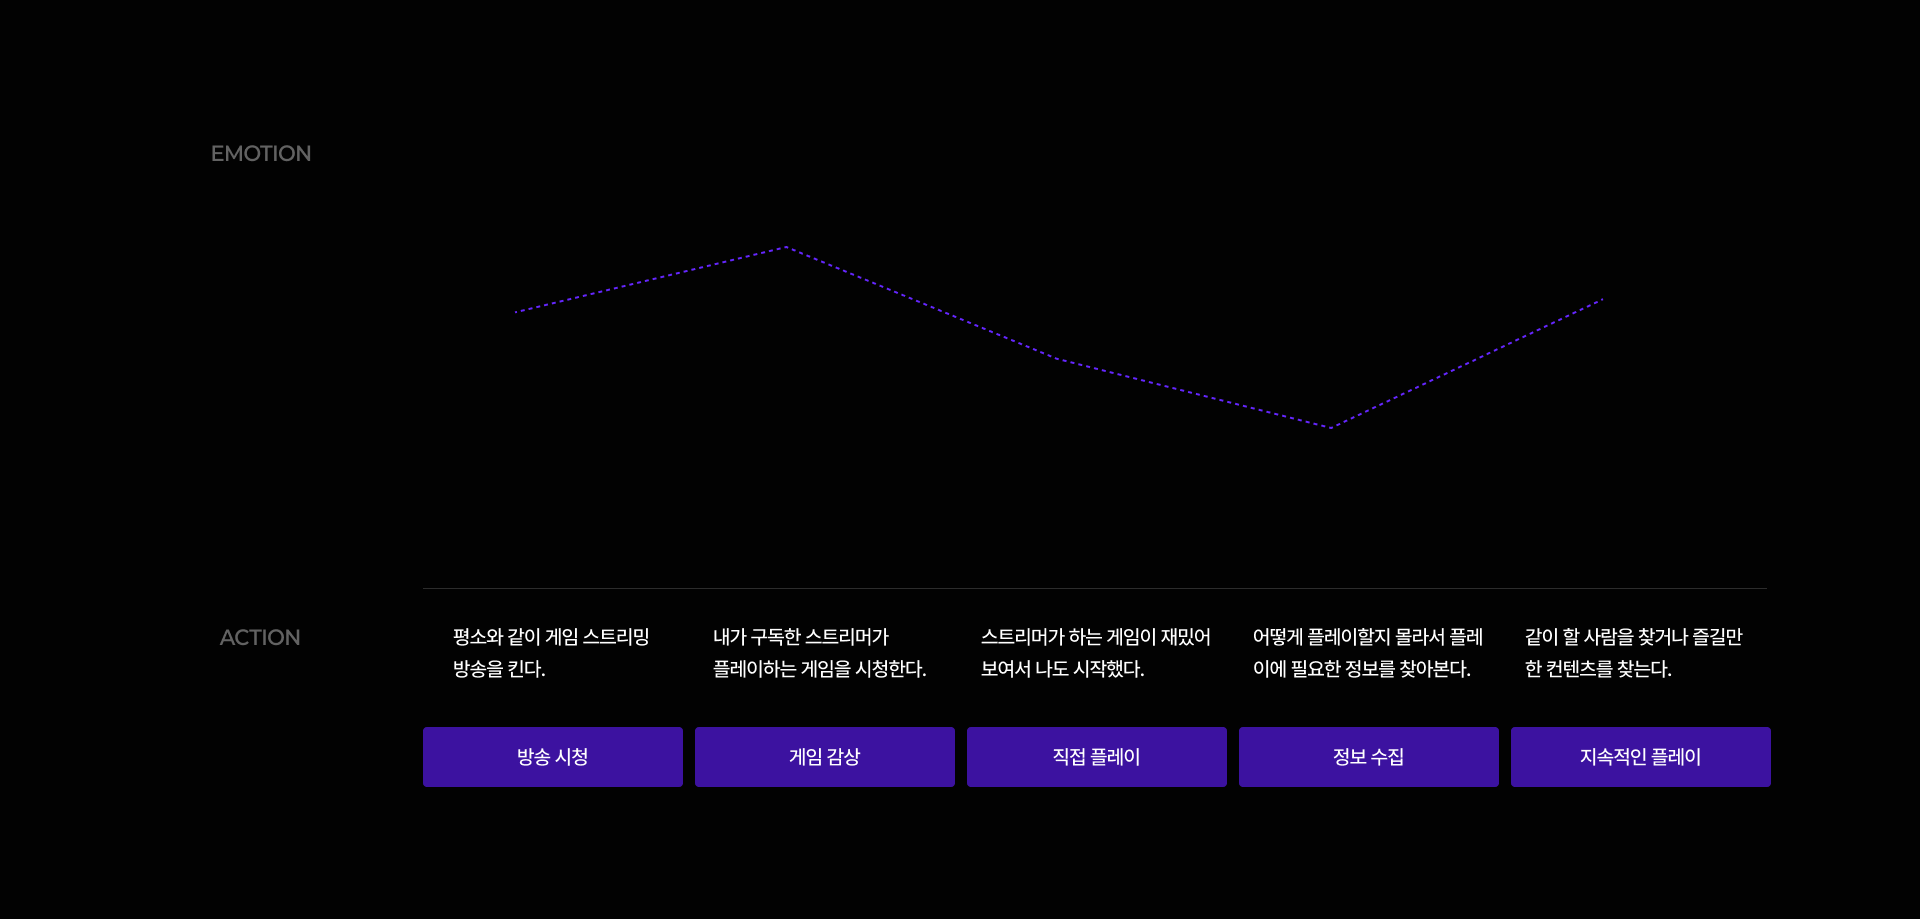 EMOTION
ACTION
평소와 같이 게임 스트리밍
방송을 킨다.
내가 구독한 스트리머가
플레이하는 게임을 시청한다.
스트리머가 하는 게임이 재밌어
보여서 나도 시작했다.
어떻게 플레이할지 몰라서 플레
이에 필요한 정보를 찾아본다.
같이 할 사람을 찾거나 즐길만
한 컨텐츠를 찾는다.
방송 시청
게임 감상
직접 플레이
정보 수집
지속적인 플레이